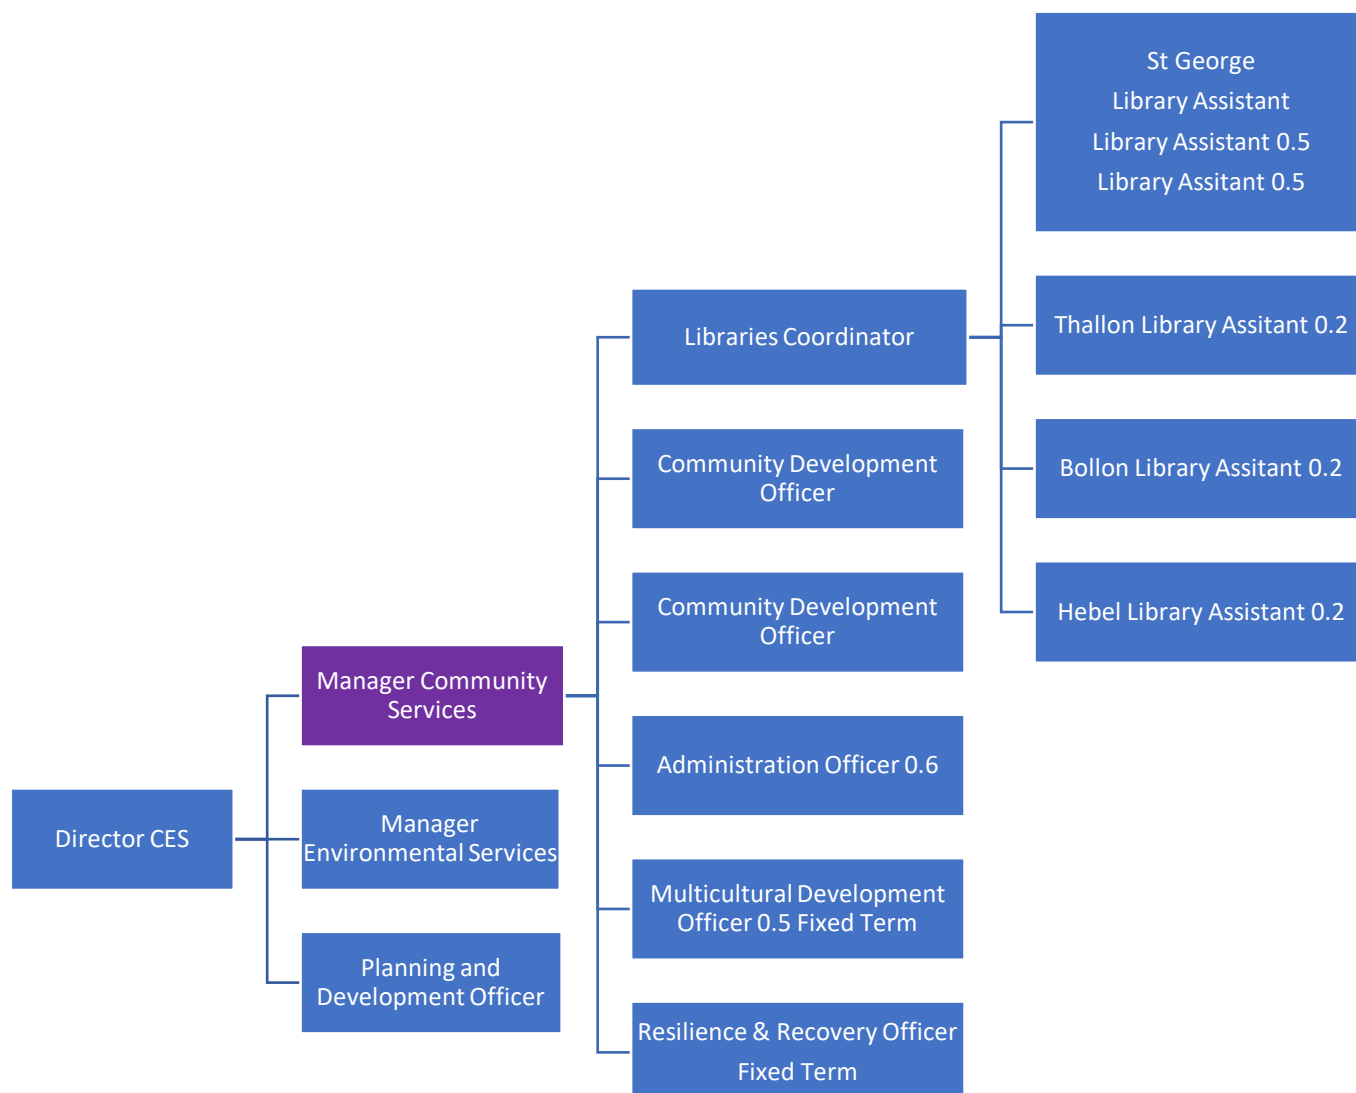 St George
Library Assistant
Library Assistant 0.5
Library Assitant 0.5
Libraries Coordinator
Thallon Library Assitant 0.2
Community Development
Officer
Bollon Library Assitant 0.2
Community Development
Officer
Hebel Library Assistant 0.2
Manager Community
Services
Administration Officer 0.6
Director CES
Manager
Environmental Services
Multicultural Development
Officer 0.5 Fixed Term
Planning and
Development Officer
Resilience & Recovery Officer
Fixed Term